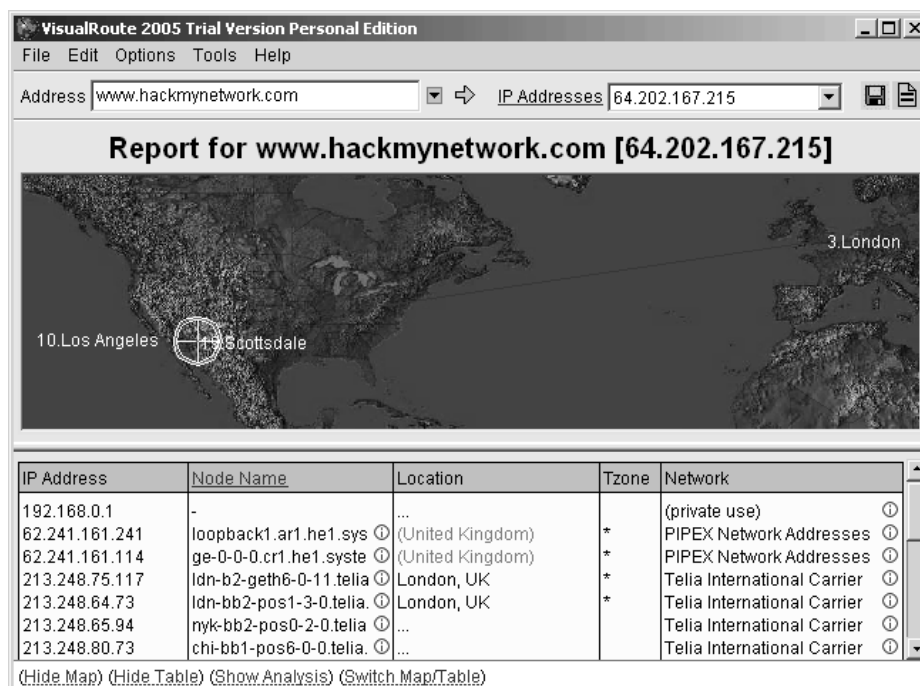 VisualRoute 2005 Trial Version Personal Edition
File Edit Options Tools Help
Address www.hackmynetwork.com IP Addresses 64.202.167.215
Report for www.hackmynetwork.com [64.202.167.215]
3.London
10.Los Angeles Scottsdale
IP Address Node Name Location Tzone Network
192.168.0.1 - ... (private use)
62.241.161.241 loopback1.ar1.he1.sys (United Kingdom) * PIPEX Network Addresses
62.241.161.114 ge-0-0-0.cr1.he1.syste (United Kingdom) * PIPEX Network Addresses
213.248.75.117 ldn-b2-geth6-0-11.telia London, UK * Telia International Carrier
213.248.64.73 ldn-bb2-pos1-3-0.telia. London, UK * Telia International Carrier
213.248.65.94 nyk-bb2-pos0-2-0.telia ... Telia International Carrier
213.248.80.73 chi-bb1-pos6-0-0.telia. ... Telia International Carrier
(Hide Map) (Hide Table) (Show Analysis) (Switch Map/Table)